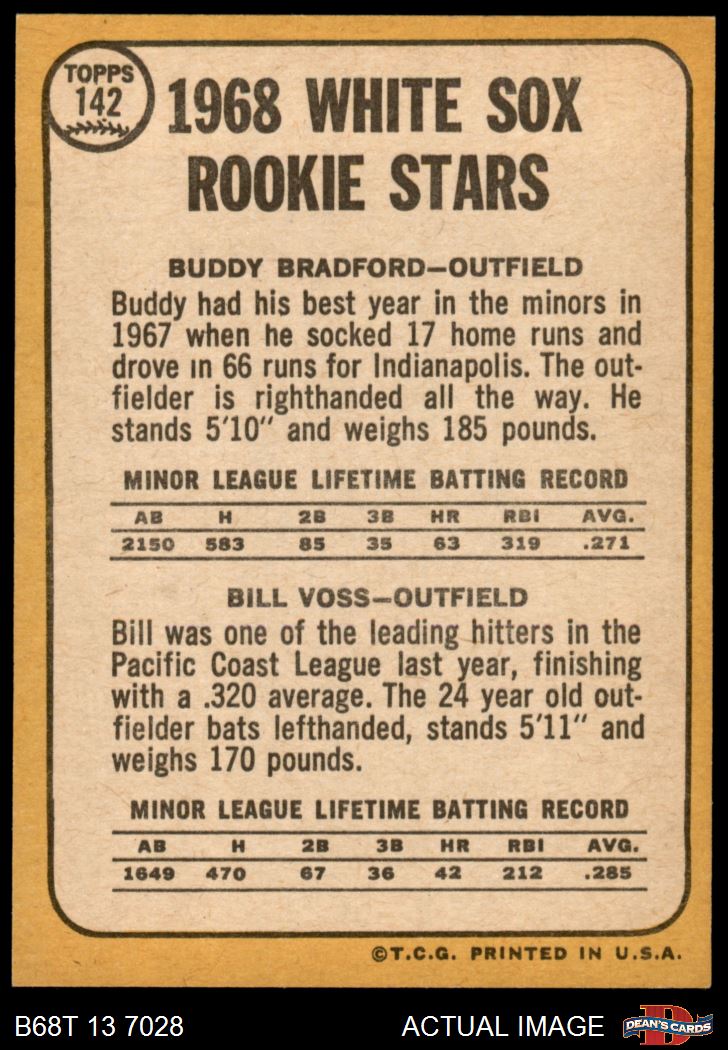 TOPPS
142
1968 WHITE SOX
ROOKIE STARS
BUDDY BRADFORD—OUTFIELD
Buddy had his best year in the minors in
1967 when he socked 17 home runs and
drove in 66 runs for Indianapolis. The out-
fielder is righthanded all the way. He
stands 5'10" and weighs 185 pounds.
MINOR LEAGUE LIFETIME BATTING RECORD
AB H 2B 3B HR RBI AVG.
2150 583 85 35 63 319 .271
BILL VOSS—OUTFIELD
Bill was one of the leading hitters in the
Pacific Coast League last year, finishing
with a .320 average. The 24 year old out-
fielder bats lefthanded, stands 5'11" and
weighs 170 pounds.
MINOR LEAGUE LIFETIME BATTING RECORD
AB H 2B 3B HR RBI AVG.
1649 470 67 36 42 212 .285
©T.C.G. PRINTED IN U.S.A.
B68T 13 7028 ACTUAL IMAGE
D
DEAN'S CARDS